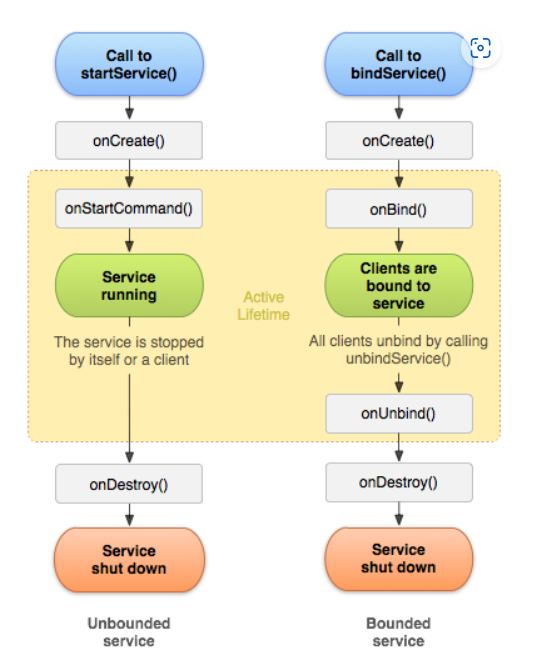 Call to
startService()
onCreate()
onStartCommand()
Service
running
The service is stopped
by itself or a client
onDestroy()
Service
shut down
Unbounded
service
Active
Lifetime
Call to
bindService()
onCreate()
onBind()
Clients are
bound to
service
All clients unbind by calling
unbindService()
onUnbind()
onDestroy()
Service
shut down
Bounded
service